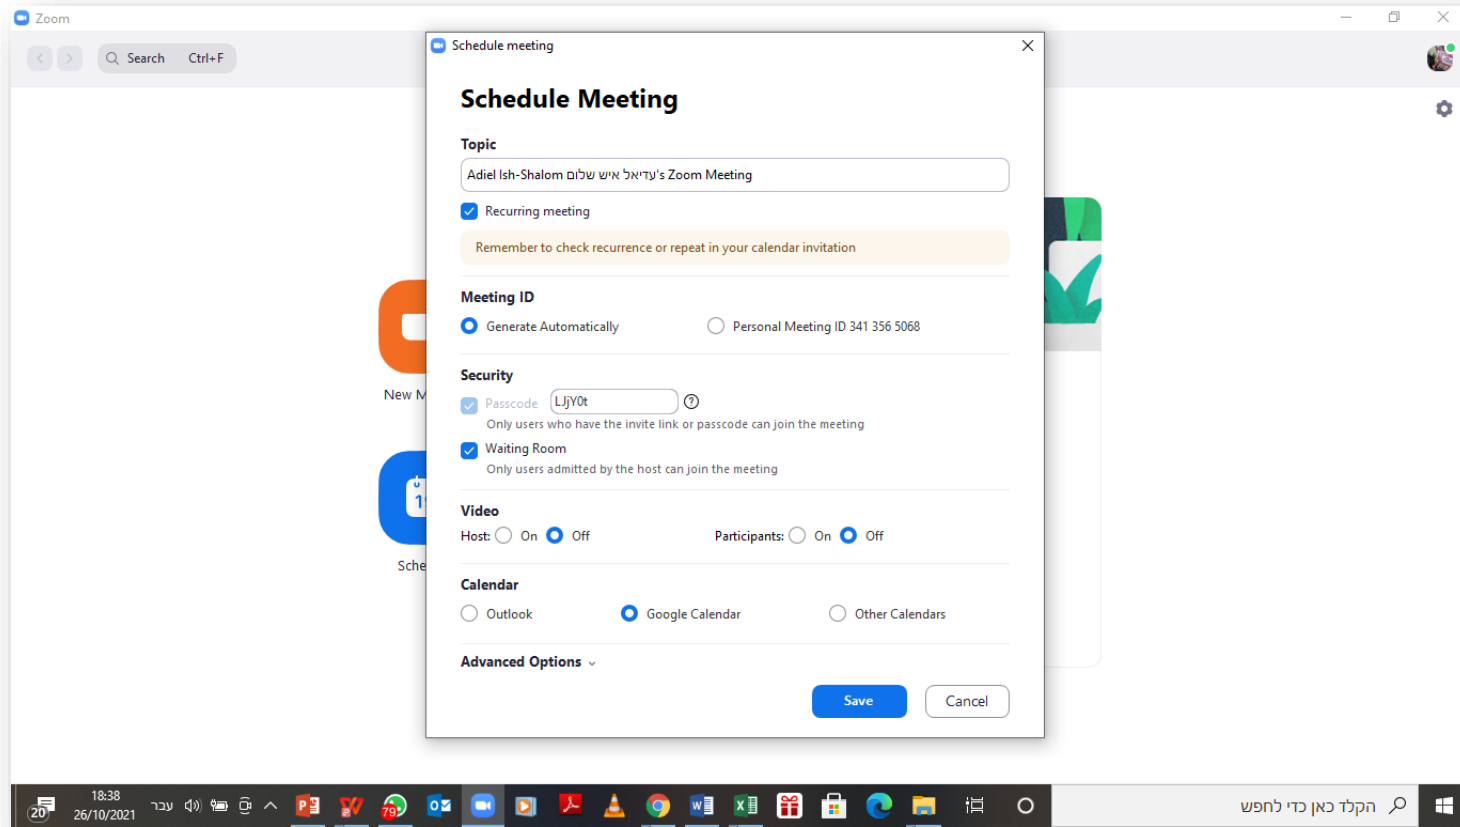 Zoom
Search Ctrl+F
Schedule meeting
Schedule Meeting
Topic
Adiel Ish-Shalom עדיאל איש שלום's Zoom Meeting
Recurring meeting
Remember to check recurrence or repeat in your calendar invitation
Meeting ID
Generate Automatically Personal Meeting ID 341 356 5068
Security
Passcode LJjY0t ?
Only users who have the invite link or passcode can join the meeting
Waiting Room
Only users admitted by the host can join the meeting
Video
Host: On Off Participants: On Off
Calendar
Outlook Google Calendar Other Calendars
Advanced Options
Save Cancel
New M
19
Sche
20
18:38
26/10/2021
עבר
79
הקלד כאן כדי לחפש